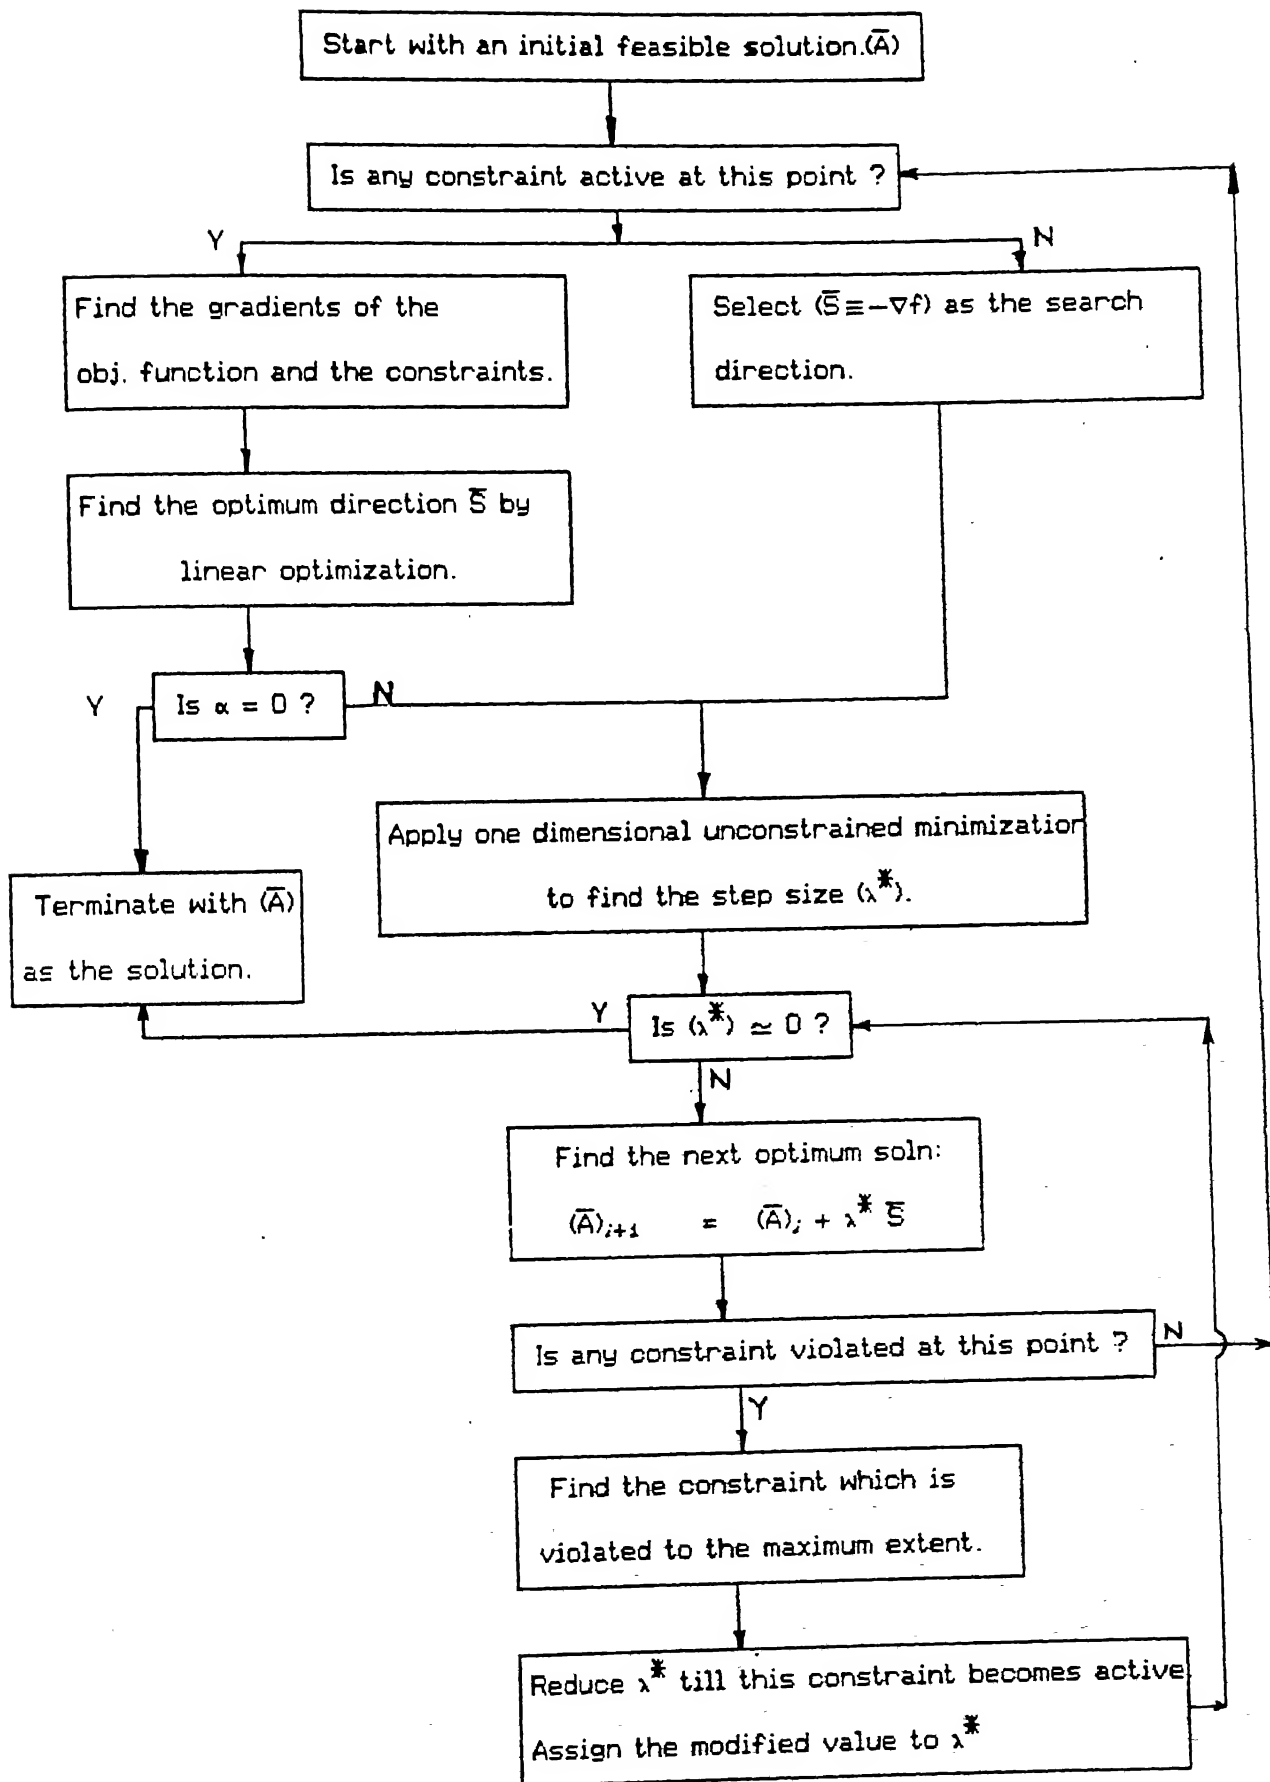 Start with an initial feasible solution.(A̅)
Is any constraint active at this point ?
Y
N
Find the gradients of the
obj. function and the constraints.
Select (S̅ ≡ -∇f) as the search
direction.
Find the optimum direction S̅ by
linear optimization.
Y
Is α = 0 ?
N
Apply one dimensional unconstrained minimization
to find the step size (λ*).
Terminate with (A̅)
as the solution.
Y
Is (λ*) ≃ 0 ?
N
Find the next optimum soln:
(A̅)ᵢ₊₁ = (A̅)ᵢ + λ* S̅
Is any constraint violated at this point ?
N
Y
Find the constraint which is
violated to the maximum extent.
Reduce λ* till this constraint becomes active
Assign the modified value to λ*